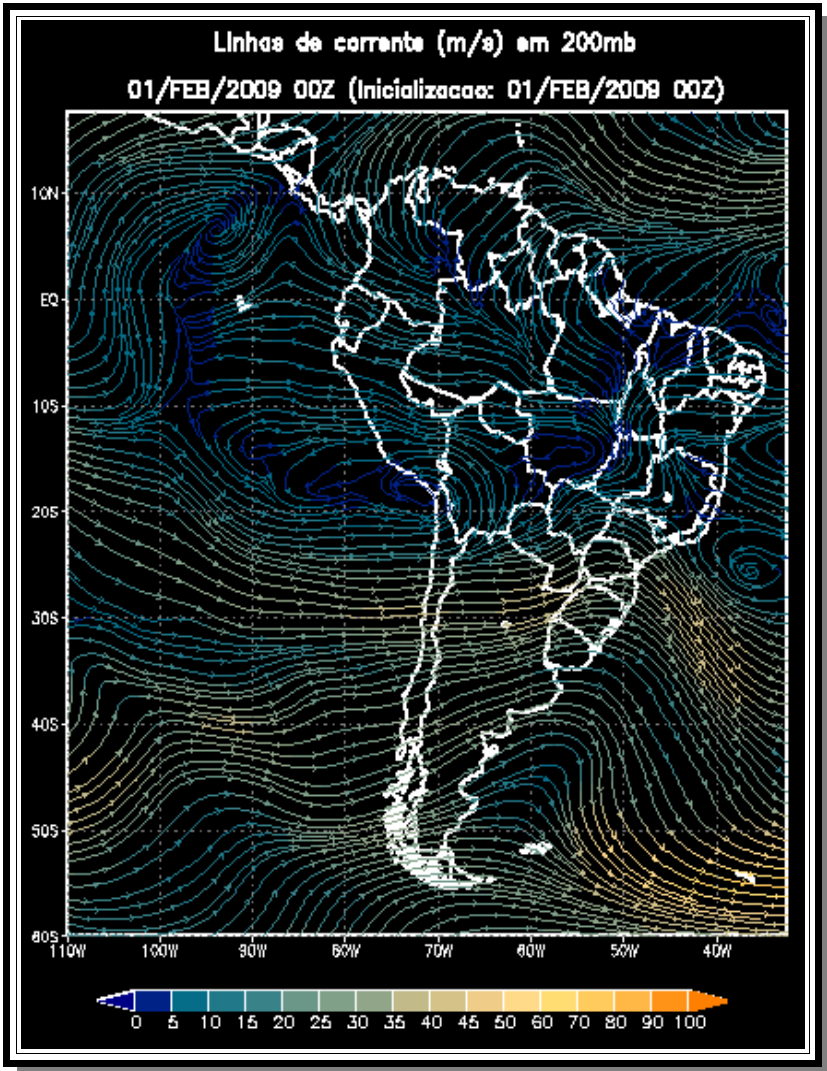 Linhas de corrente (m/s) em 200mb
01/FEB/2009 00Z (Inicializacao: 01/FEB/2009 00Z)
10N
EQ
10S
20S
30S
40S
50S
60S
110W 100W 90W 80W 70W 60W 50W 40W
0 5 10 15 20 25 30 35 40 45 50 60 70 80 90 100